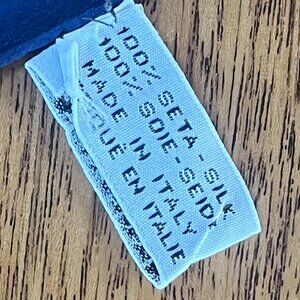 100% SETA - SILK
100% SOIE - SEIDE
MADE IN ITALY
EN ITALIE